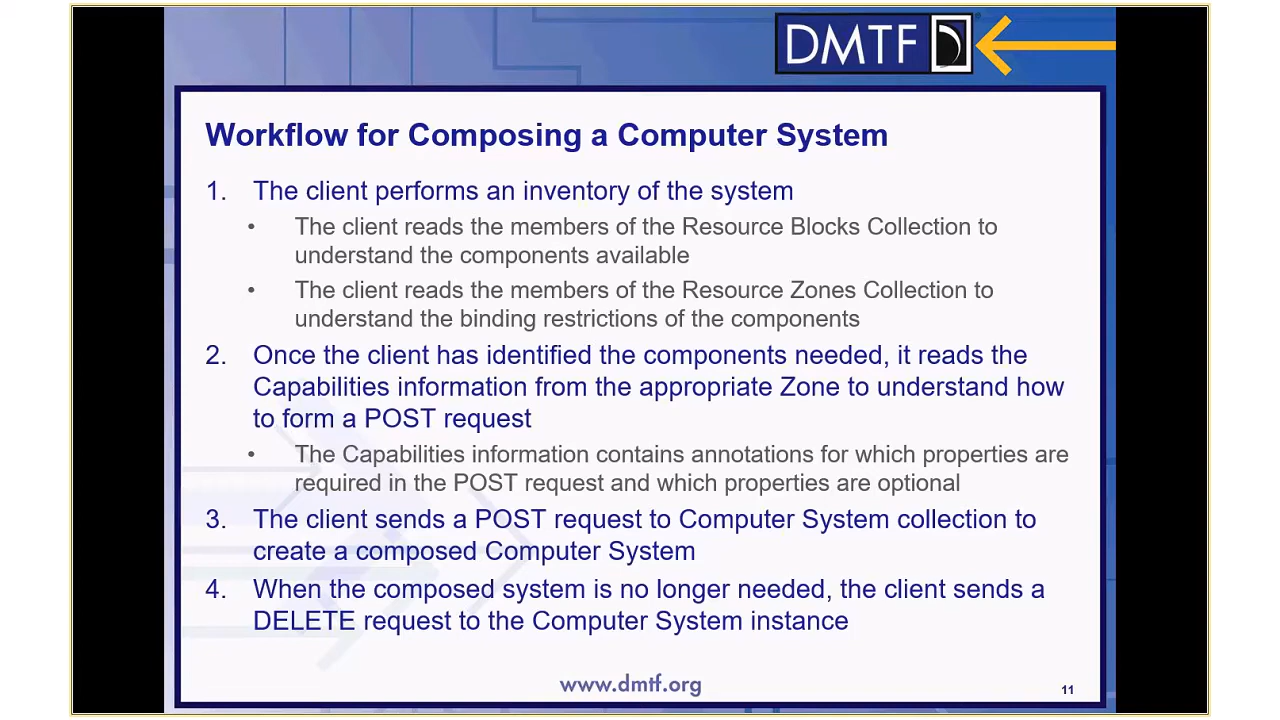 DMTF
Workflow for Composing a Computer System
1. The client performs an inventory of the system
• The client reads the members of the Resource Blocks Collection to
understand the components available
• The client reads the members of the Resource Zones Collection to
understand the binding restrictions of the components
2. Once the client has identified the components needed, it reads the
Capabilities information from the appropriate Zone to understand how
to form a POST request
• The Capabilities information contains annotations for which properties are
required in the POST request and which properties are optional
3. The client sends a POST request to Computer System collection to
create a composed Computer System
4. When the composed system is no longer needed, the client sends a
DELETE request to the Computer System instance
www.dmtf.org
11